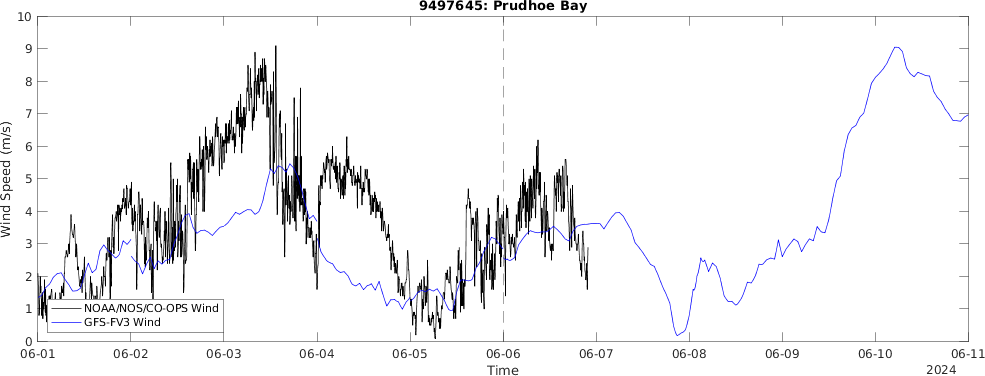 9497645: Prudhoe Bay
10
9
8
7
6
5
4
3
2
1
0
Wind Speed (m/s)
NOAA/NOS/CO-OPS Wind
GFS-FV3 Wind
06-01 06-02 06-03 06-04 06-05 06-06 06-07 06-08 06-09 06-10 06-11
Time
2024